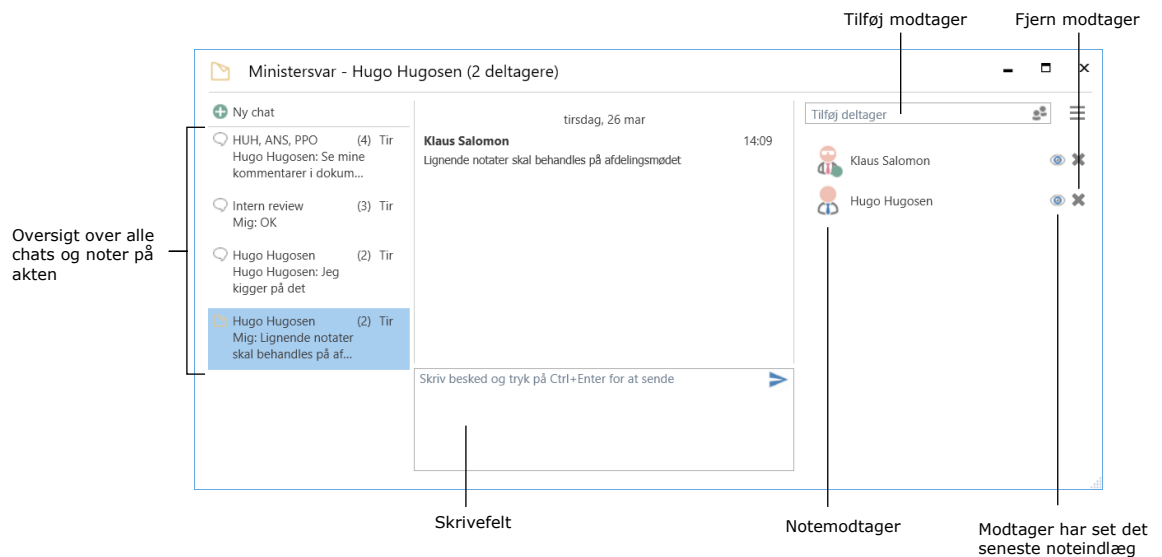 Tilføj modtager
Fjern modtager
Ministersvar - Hugo Hugosen (2 deltagere)
Ny chat
HUH, ANS, PPO (4) Tir
Hugo Hugosen: Se mine
kommentarer i dokum...
Intern review (3) Tir
Mig: OK
Hugo Hugosen (2) Tir
Hugo Hugosen: Jeg
kigger på det
Hugo Hugosen (2) Tir
Mig: Lignende notater
skal behandles på af...
tirsdag, 26 mar
Klaus Salomon 14:09
Lignende notater skal behandles på afdelingsmødet
Skriv besked og tryk på Ctrl+Enter for at sende
Tilføj deltager
Klaus Salomon
Hugo Hugosen
Oversigt over alle
chats og noter på
akten
Skrivefelt
Notemodtager
Modtager har set det
seneste noteindlæg